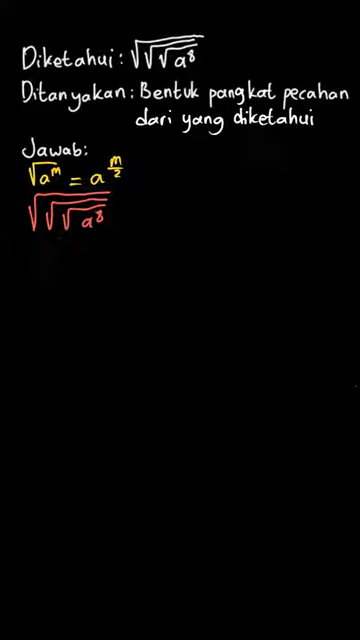 Diketahui: √√√a⁸
Ditanyakan: Bentuk pangkat pecahan
dari yang diketahui
Jawab:
√aᵐ = a^(m/2)
√√√a⁸